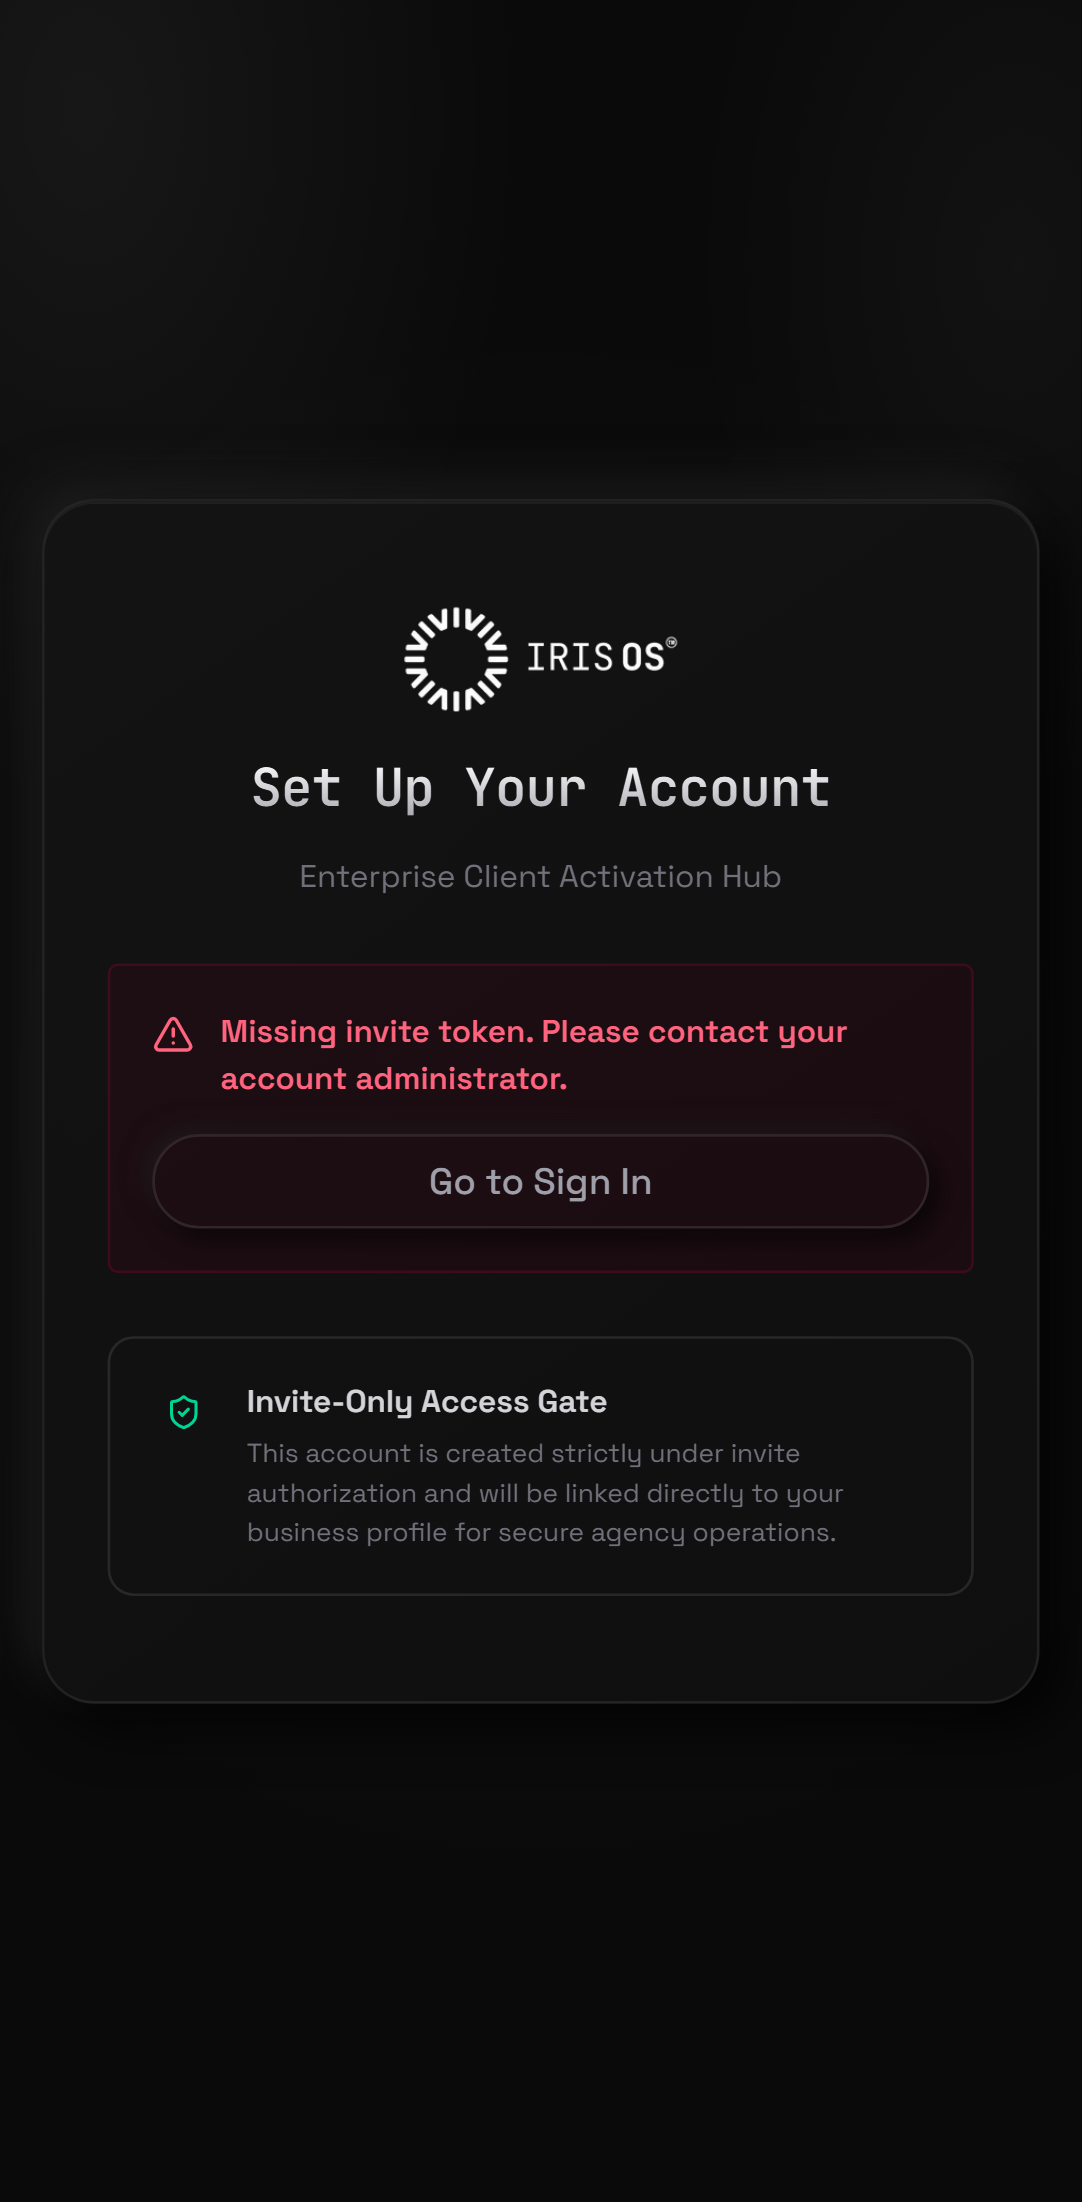 IRIS OS™
Set Up Your Account
Enterprise Client Activation Hub
Missing invite token. Please contact your
account administrator.
Go to Sign In
Invite-Only Access Gate
This account is created strictly under invite
authorization and will be linked directly to your
business profile for secure agency operations.